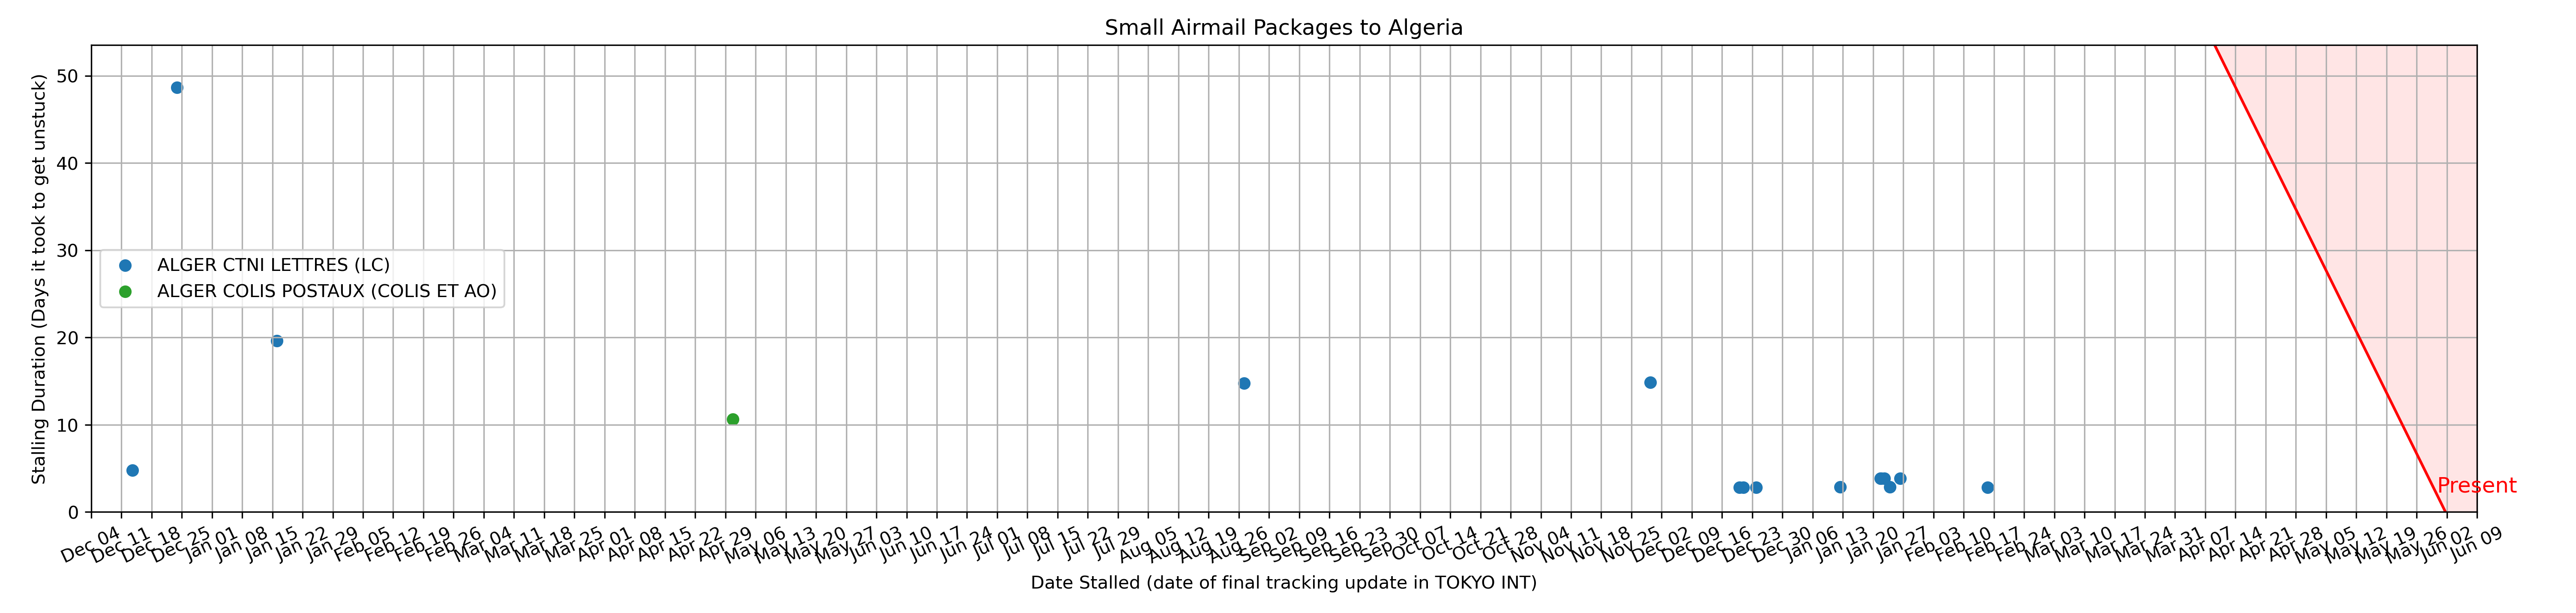 Small Airmail Packages to Algeria
Stalling Duration (Days it took to get unstuck)
50
40
30
20
10
0
ALGER CTNI LETTRES (LC)
ALGER COLIS POSTAUX (COLIS ET AO)
Present
Dec 04 Dec 11 Dec 18 Dec 25 Jan 01 Jan 08 Jan 15 Jan 22 Jan 29 Feb 05 Feb 12 Feb 19 Feb 26 Mar 04 Mar 11 Mar 18 Mar 25 Apr 01 Apr 08 Apr 15 Apr 22 Apr 29 May 06 May 13 May 20 May 27 Jun 03 Jun 10 Jun 17 Jun 24 Jul 01 Jul 08 Jul 15 Jul 22 Jul 29 Aug 05 Aug 12 Aug 19 Aug 26 Sep 02 Sep 09 Sep 16 Sep 23 Sep 30 Oct 07 Oct 14 Oct 21 Oct 28 Nov 04 Nov 11 Nov 18 Nov 25 Dec 02 Dec 09 Dec 16 Dec 23 Dec 30 Jan 06 Jan 13 Jan 20 Jan 27 Feb 03 Feb 10 Feb 17 Feb 24 Mar 03 Mar 10 Mar 17 Mar 24 Mar 31 Apr 07 Apr 14 Apr 21 Apr 28 May 05 May 12 May 19 May 26 Jun 02 Jun 09
Date Stalled (date of final tracking update in TOKYO INT)